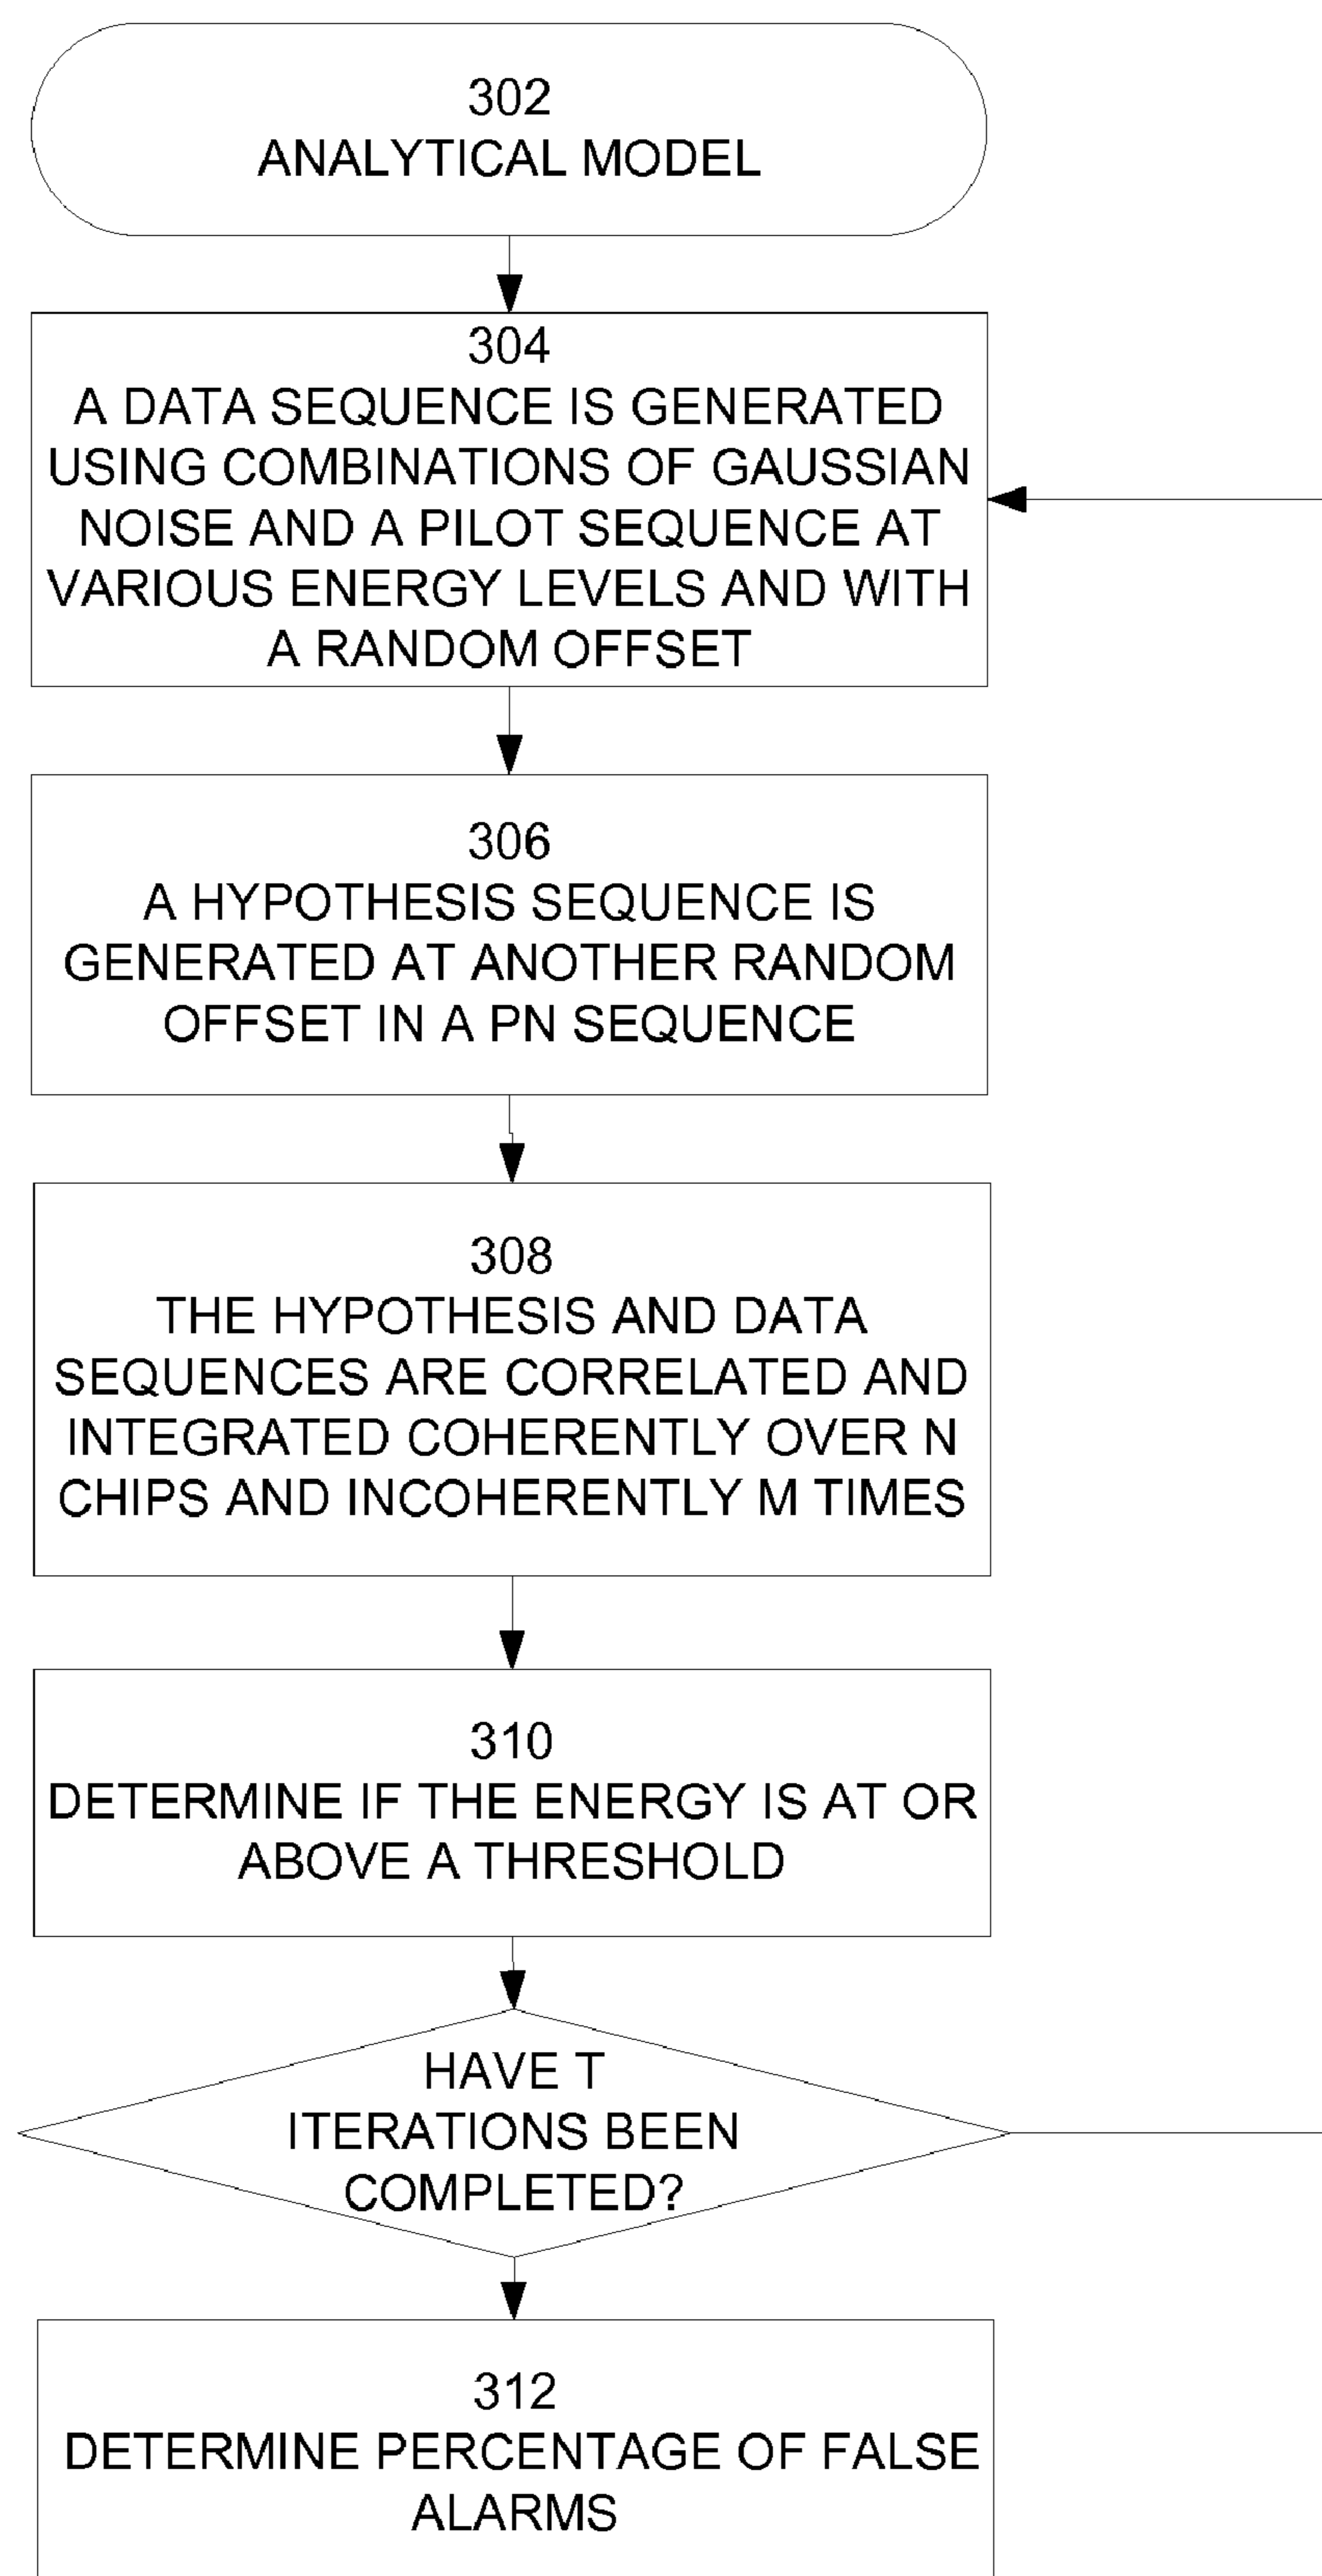 302
ANALYTICAL MODEL
304
A DATA SEQUENCE IS GENERATED
USING COMBINATIONS OF GAUSSIAN
NOISE AND A PILOT SEQUENCE AT
VARIOUS ENERGY LEVELS AND WITH
A RANDOM OFFSET
306
A HYPOTHESIS SEQUENCE IS
GENERATED AT ANOTHER RANDOM
OFFSET IN A PN SEQUENCE
308
THE HYPOTHESIS AND DATA
SEQUENCES ARE CORRELATED AND
INTEGRATED COHERENTLY OVER N
CHIPS AND INCOHERENTLY M TIMES
310
DETERMINE IF THE ENERGY IS AT OR
ABOVE A THRESHOLD
HAVE T
ITERATIONS BEEN
COMPLETED?
312
DETERMINE PERCENTAGE OF FALSE
ALARMS